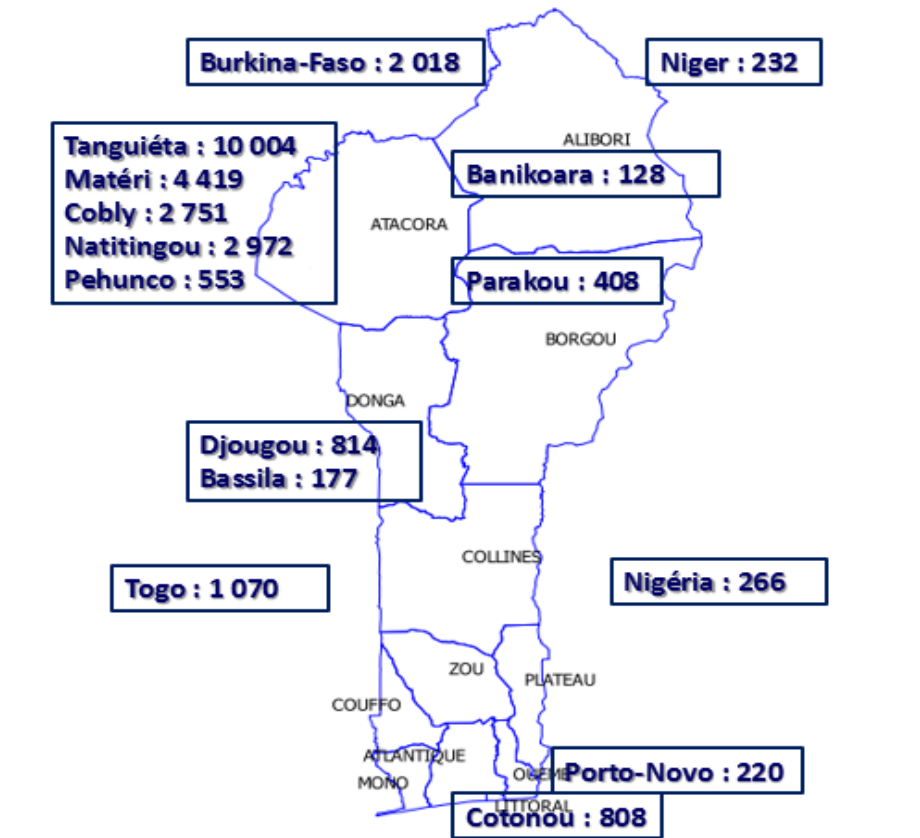 Burkina-Faso : 2 018
Niger : 232
Tanguiéta : 10 004
Matéri : 4 419
Cobly : 2 751
Natitingou : 2 972
Pehunco : 553
ALIBORI
Banikoara : 128
ATACORA
Parakou : 408
BORGOU
DONGA
Djougou : 814
Bassila : 177
COLLINES
Togo : 1 070
Nigéria : 266
ZOU
PLATEAU
COUFFO
ATLANTIQUE
MONO
OUEME
Porto-Novo : 220
LITTORAL
Cotonou : 808